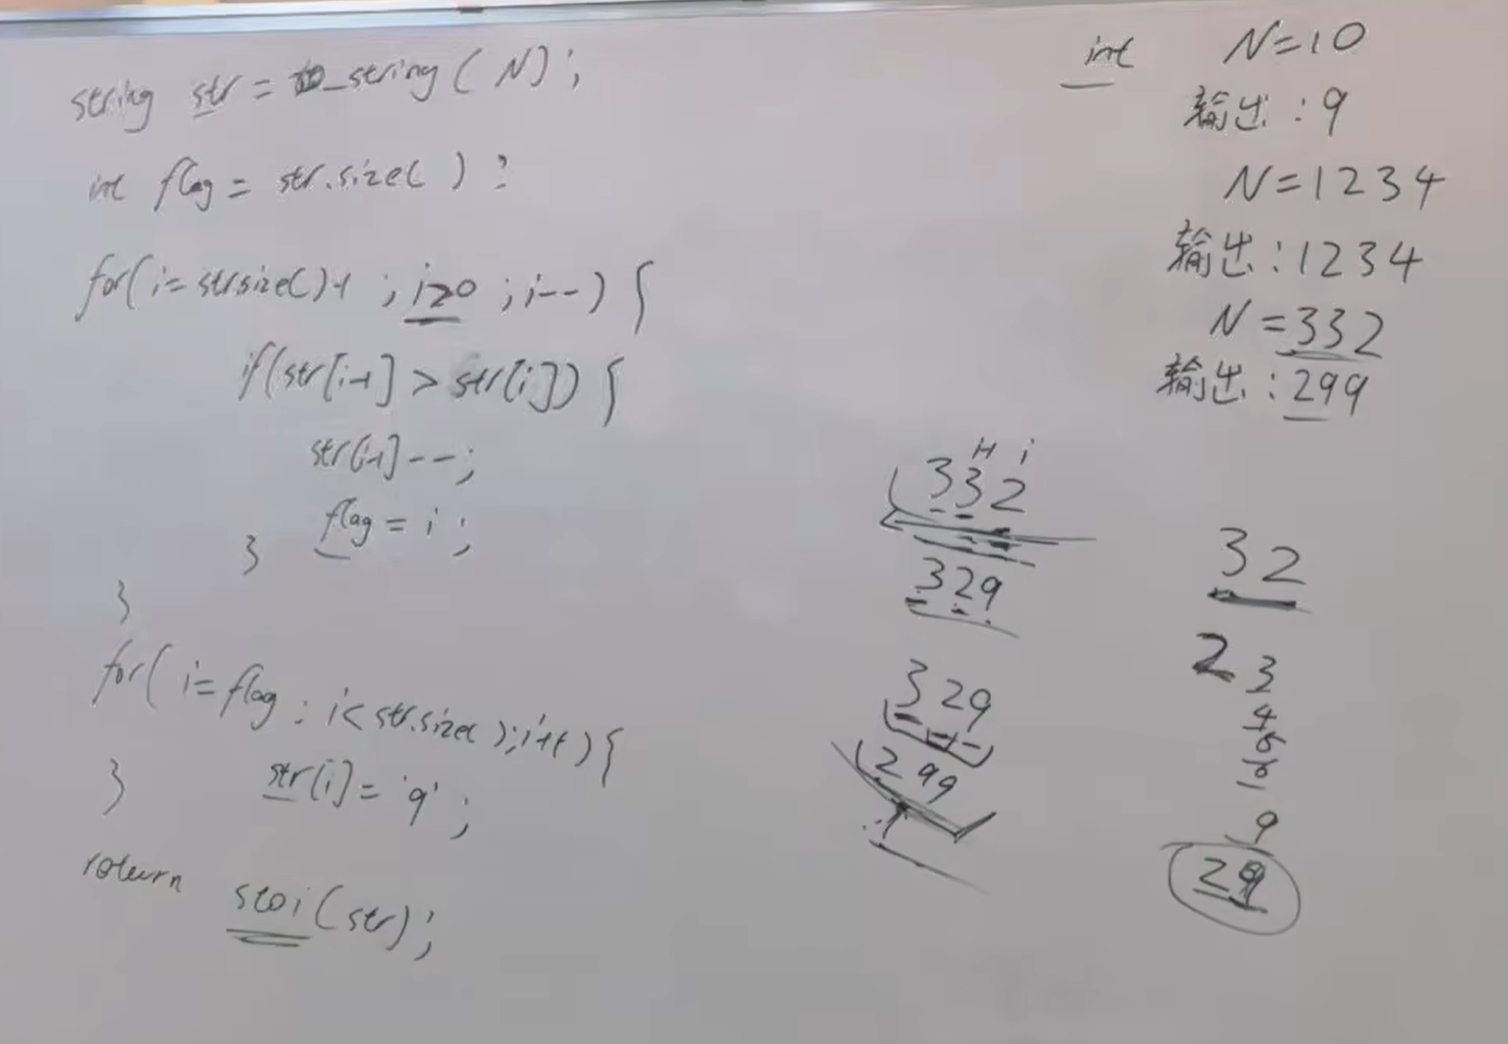 string str = to_string(N);
int flag = str.size();
for(i=str.size()-1 ; i>0 ; i--) {
if(str[i-1] > str[i]) {
str[i-1]--;
flag = i;
}
}
for(i=flag ; i<str.size();i++){
str[i]='9';
}
return stoi(str);
int N=10
输出:9
N=1234
输出:1234
N=332
输出:299
i-1 i
332
329
329
299
32
23
4
5
6
9
29